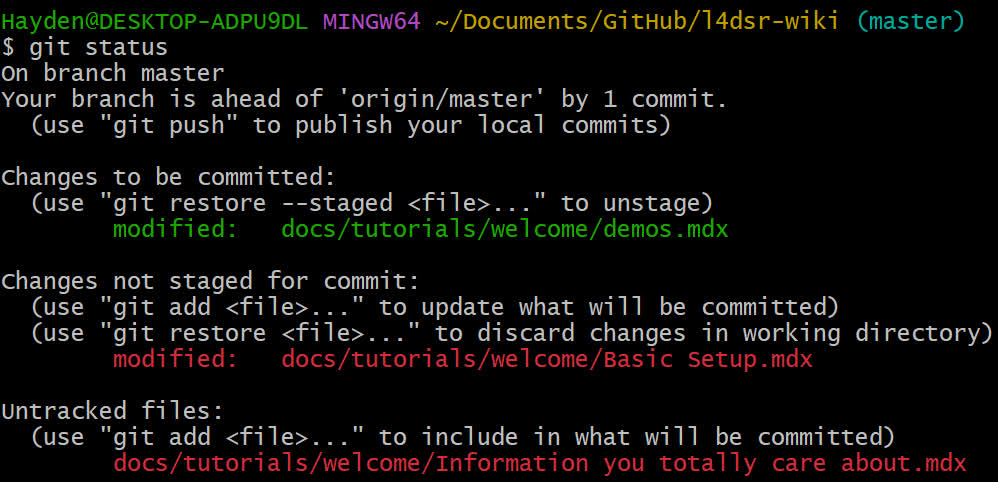 Hayden@DESKTOP-ADPU9DL MINGW64 ~/Documents/GitHub/l4dsr-wiki (master)
$ git status
On branch master
Your branch is ahead of 'origin/master' by 1 commit.
  (use "git push" to publish your local commits)

Changes to be committed:
  (use "git restore --staged <file>..." to unstage)
        modified:   docs/tutorials/welcome/demos.mdx

Changes not staged for commit:
  (use "git add <file>..." to update what will be committed)
  (use "git restore <file>..." to discard changes in working directory)
        modified:   docs/tutorials/welcome/Basic Setup.mdx

Untracked files:
  (use "git add <file>..." to include in what will be committed)
        docs/tutorials/welcome/Information you totally care about.mdx